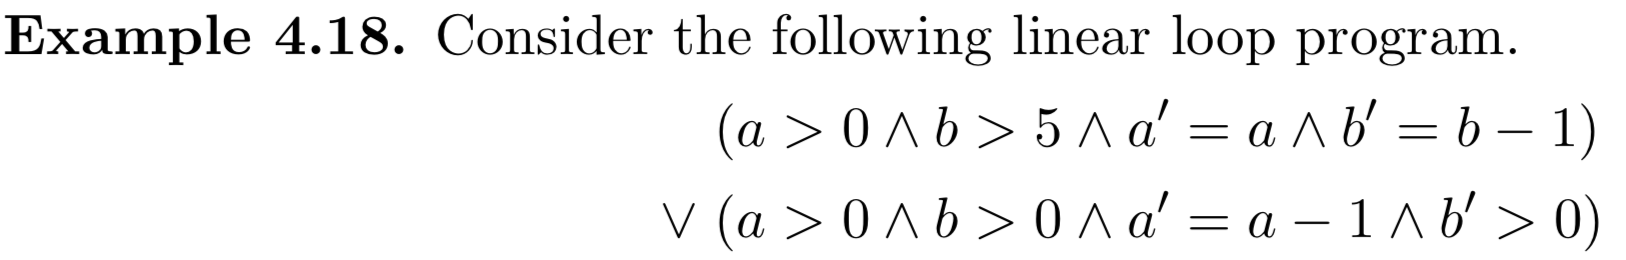 Example 4.18. Consider the following linear loop program.
(a > 0 ∧ b > 5 ∧ a′ = a ∧ b′ = b − 1)
∨ (a > 0 ∧ b > 0 ∧ a′ = a − 1 ∧ b′ > 0)